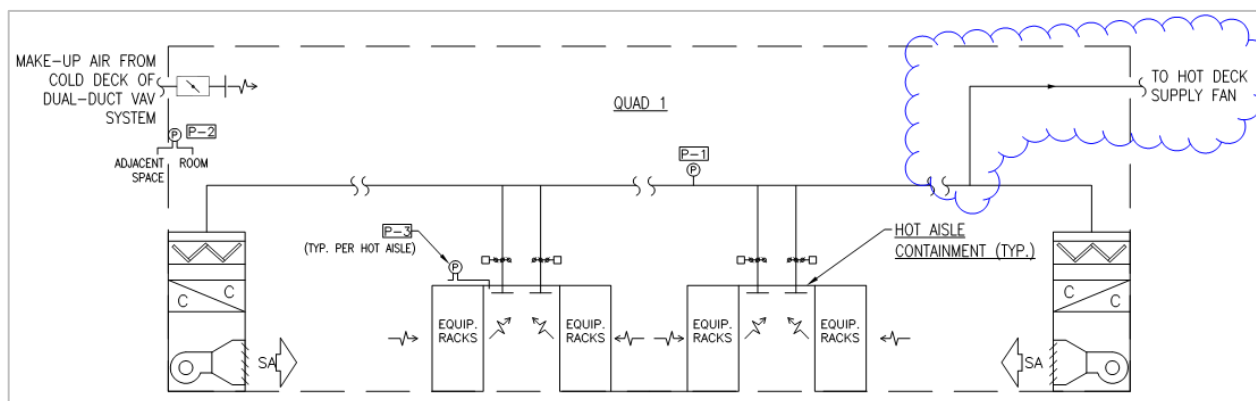 MAKE-UP AIR FROM
COLD DECK OF
DUAL-DUCT VAV
SYSTEM
QUAD 1
TO HOT DECK
SUPPLY FAN
P
P-2
ADJACENT ROOM
SPACE
P-1
P
P-3
(TYP. PER HOT AISLE)
P
HOT AISLE
CONTAINMENT (TYP.)
C C
C C
EQUIP.
RACKS
EQUIP.
RACKS
EQUIP.
RACKS
EQUIP.
RACKS
SA
SA